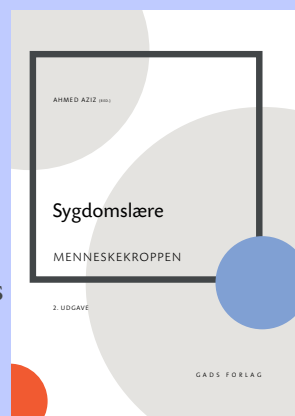 AHMED AZIZ (RED.)
Sygdomslære
MENNESKEKROPPEN
2. UDGAVE
GADS FORLAG